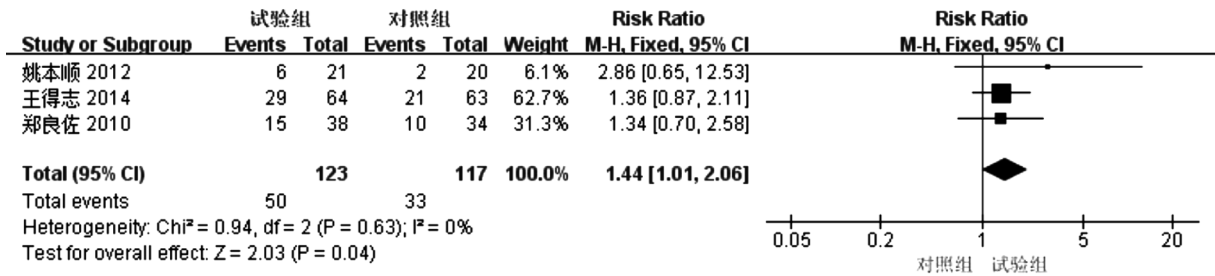 试验组 对照组 Risk Ratio Risk Ratio
Study or Subgroup Events Total Events Total Weight M-H, Fixed, 95% CI M-H, Fixed, 95% CI
姚本顺 2012 6 21 2 20 6.1% 2.86 [0.65, 12.53]
王得志 2014 29 64 21 63 62.7% 1.36 [0.87, 2.11]
郑良佐 2010 15 38 10 34 31.3% 1.34 [0.70, 2.58]
Total (95% CI) 123 117 100.0% 1.44 [1.01, 2.06]
Total events 50 33
Heterogeneity: Chi² = 0.94, df = 2 (P = 0.63); I² = 0%
Test for overall effect: Z = 2.03 (P = 0.04)
0.05 0.2 1 5 20
对照组 试验组